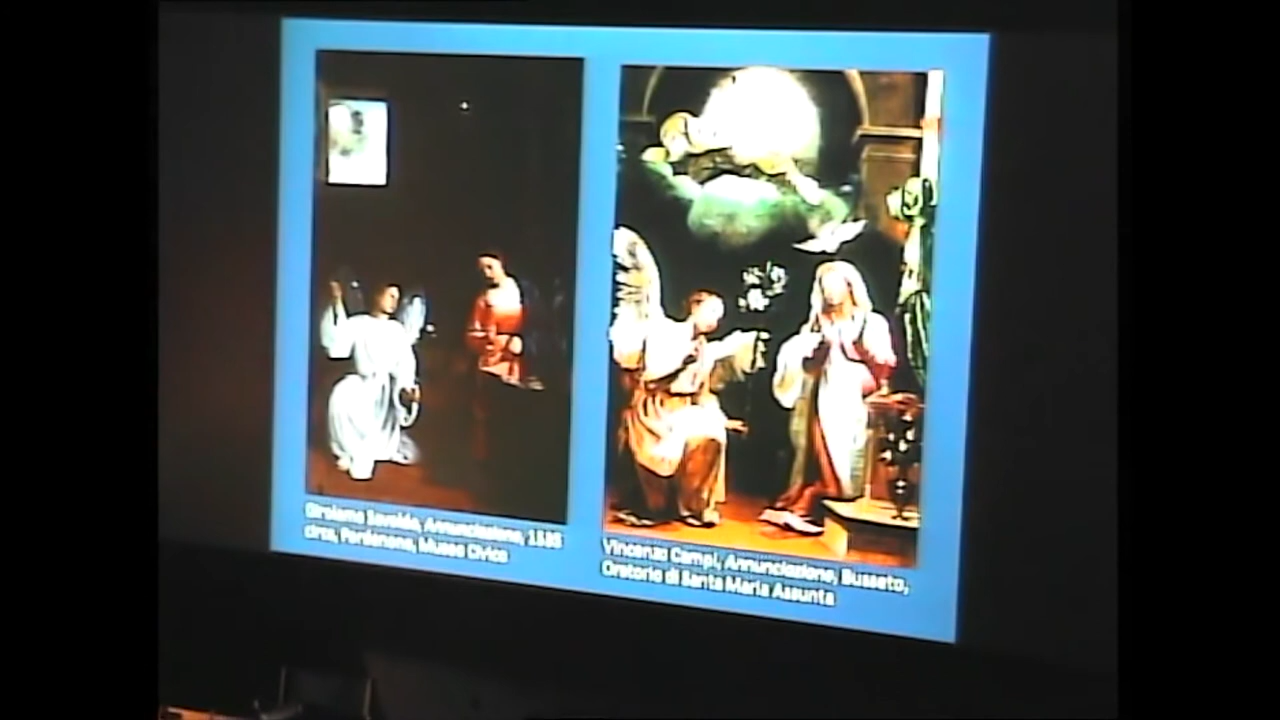 Girolamo Savoldo, Annunciazione, 1535
circa, Pordenone, Museo Civico
Vincenzo Campi, Annunciazione, Busseto,
Oratorio di Santa Maria Assunta